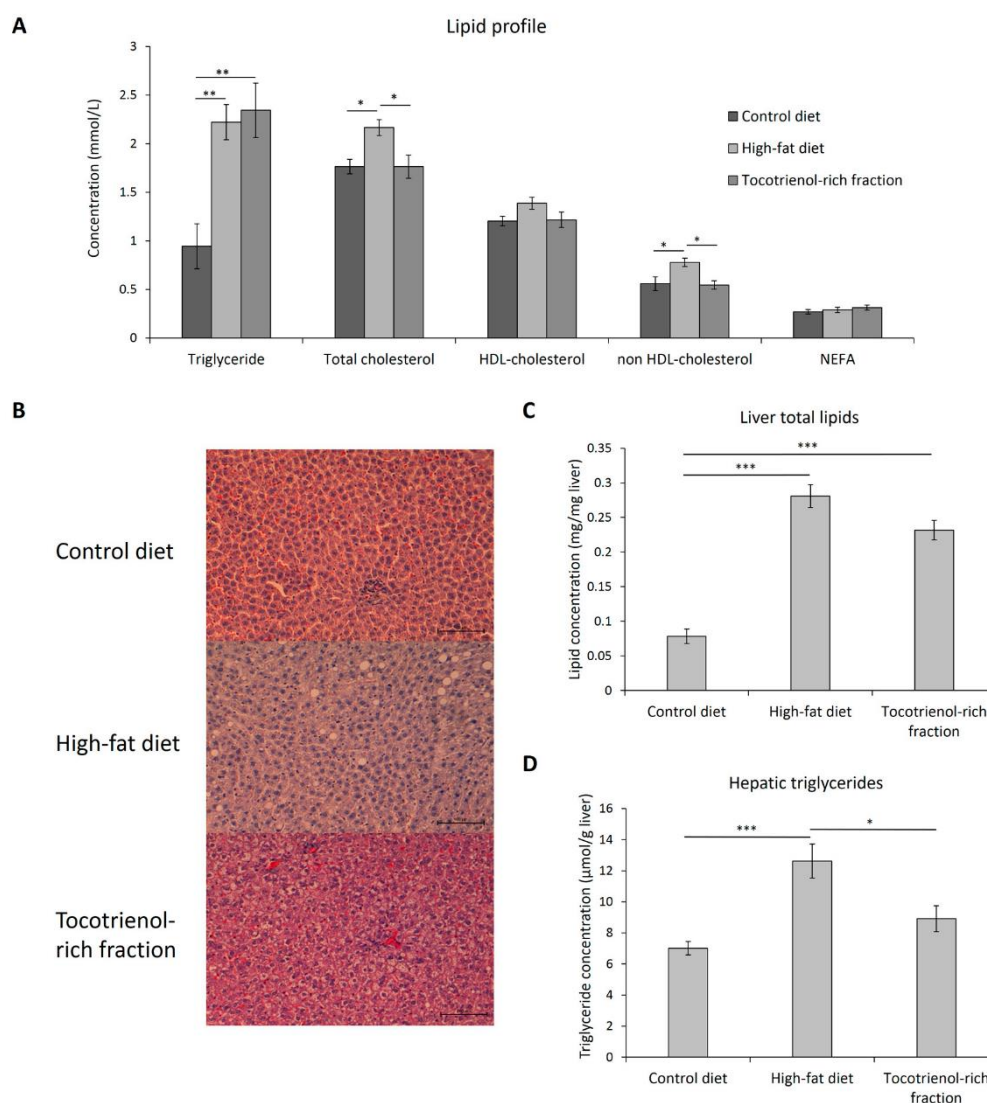 A
Lipid profile
Concentration (mmol/L)
3
2.5
2
1.5
1
0.5
0
**
**
*
*
*
*
Control diet
High-fat diet
Tocotrienol-rich fraction
Triglyceride
Total cholesterol
HDL-cholesterol
non HDL-cholesterol
NEFA
B
Control diet
High-fat diet
Tocotrienol-
rich fraction
C
Liver total lipids
Lipid concentration (mg/mg liver)
0.35
0.3
0.25
0.2
0.15
0.1
0.05
0
***
***
Control diet
High-fat diet
Tocotrienol-rich
fraction
D
Hepatic triglycerides
Triglyceride concentration (µmol/g liver)
16
14
12
10
8
6
4
2
0
***
*
Control diet
High-fat diet
Tocotrienol-rich
fraction